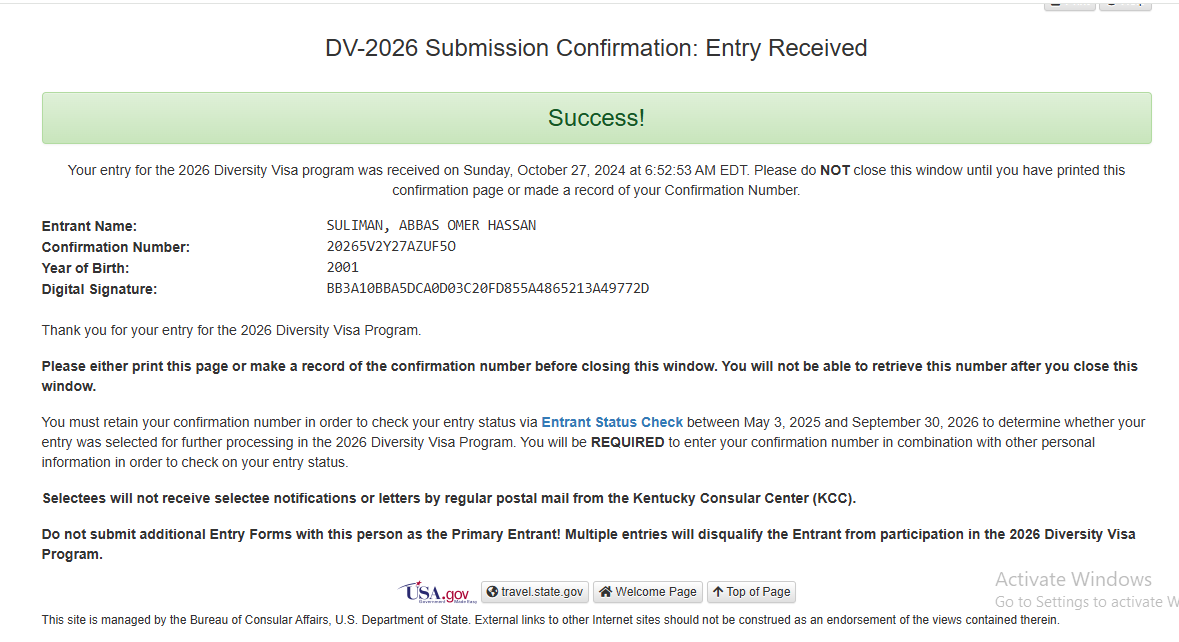 DV-2026 Submission Confirmation: Entry Received
Success!
Your entry for the 2026 Diversity Visa program was received on Sunday, October 27, 2024 at 6:52:53 AM EDT. Please do NOT close this window until you have printed this
confirmation page or made a record of your Confirmation Number.
Entrant Name: SULIMAN, ABBAS OMER HASSAN
Confirmation Number: 20265V2Y27AZUF5O
Year of Birth: 2001
Digital Signature: BB3A10BBA5DCA0D03C20FD855A4865213A49772D
Thank you for your entry for the 2026 Diversity Visa Program.
Please either print this page or make a record of the confirmation number before closing this window. You will not be able to retrieve this number after you close this
window.
You must retain your confirmation number in order to check your entry status via Entrant Status Check between May 3, 2025 and September 30, 2026 to determine whether your
entry was selected for further processing in the 2026 Diversity Visa Program. You will be REQUIRED to enter your confirmation number in combination with other personal
information in order to check on your entry status.
Selectees will not receive selectee notifications or letters by regular postal mail from the Kentucky Consular Center (KCC).
Do not submit additional Entry Forms with this person as the Primary Entrant! Multiple entries will disqualify the Entrant from participation in the 2026 Diversity Visa
Program.
USA.gov travel.state.gov Welcome Page Top of Page
Activate Windows
Go to Settings to activate W
This site is managed by the Bureau of Consular Affairs, U.S. Department of State. External links to other Internet sites should not be construed as an endorsement of the views contained therein.